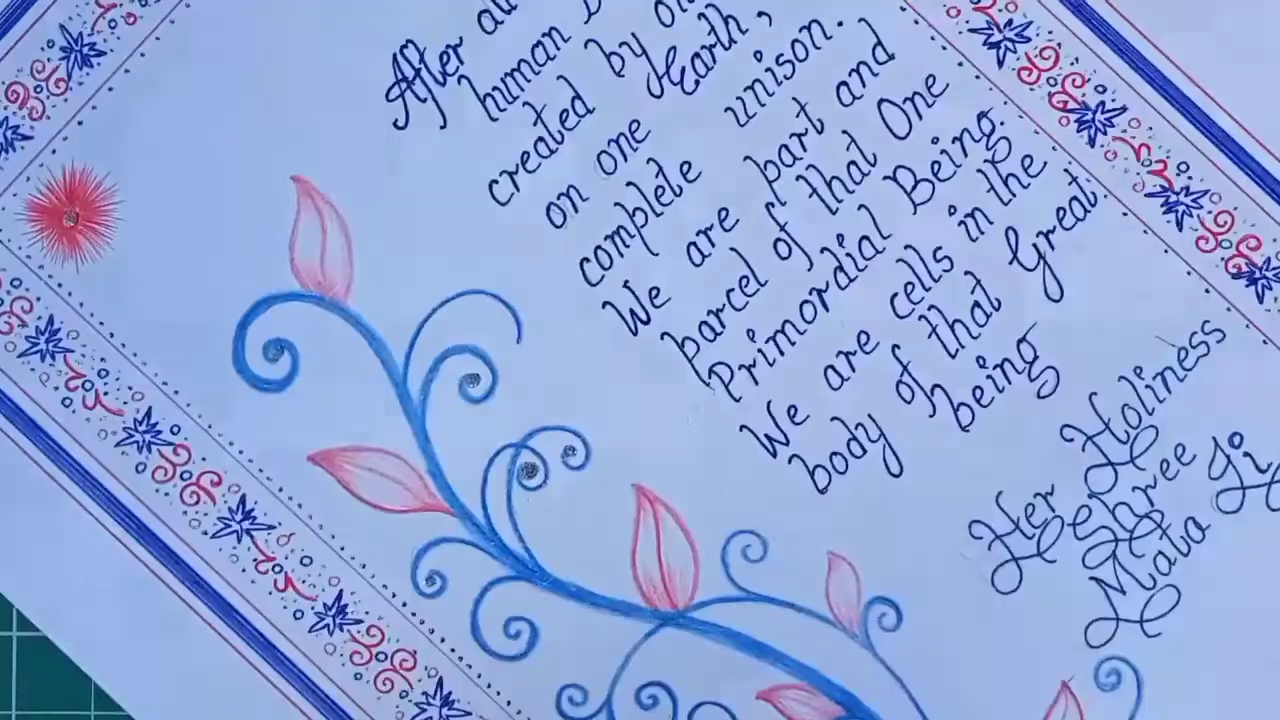 After
human
created by
on one Earth,
complete unison.
We are part and
parcel of that One
Primordial Being.
We are cells in the
body of that Great
being
Her Holiness
Shree
Mata Ji